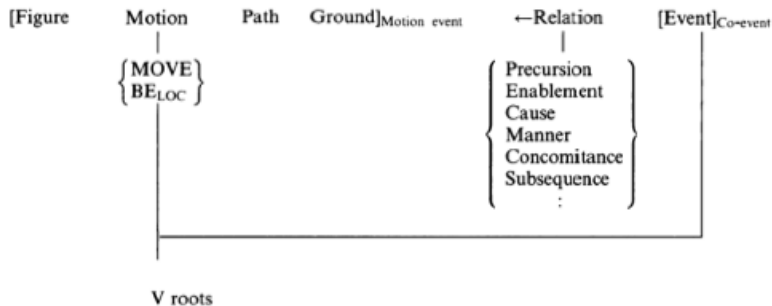 [Figure Motion Path Ground]Motion event ←Relation [Event]Co-event
{MOVE
BELOC}
Precursion
Enablement
Cause
Manner
Concomitance
Subsequence
:
V roots